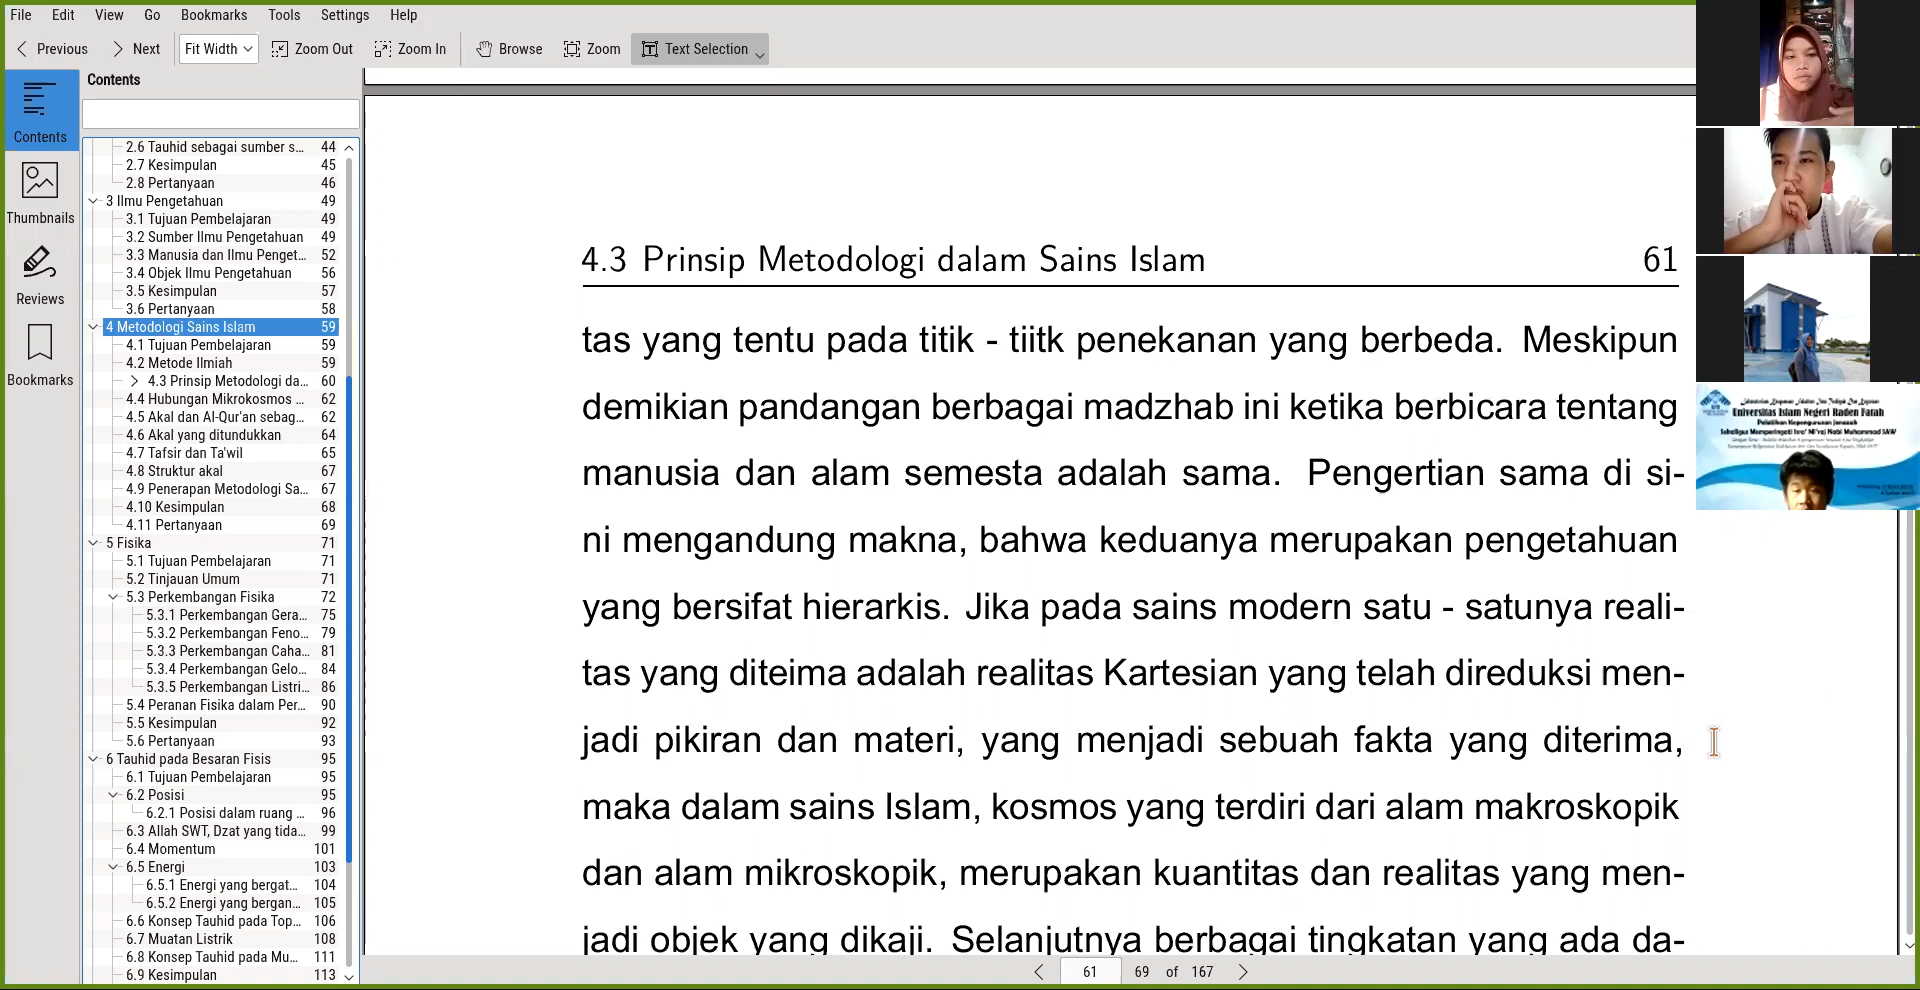 File Edit View Go Bookmarks Tools Settings Help
Previous Next Fit Width Zoom Out Zoom In Browse Zoom Text Selection
Contents
Thumbnails
Reviews
Bookmarks
Contents
2.6 Tauhid sebagai sumber s... 44
2.7 Kesimpulan 45
2.8 Pertanyaan 46
3 Ilmu Pengetahuan 49
3.1 Tujuan Pembelajaran 49
3.2 Sumber Ilmu Pengetahuan 49
3.3 Manusia dan Ilmu Penget... 52
3.4 Objek Ilmu Pengetahuan 56
3.5 Kesimpulan 57
3.6 Pertanyaan 58
4 Metodologi Sains Islam 59
4.1 Tujuan Pembelajaran 59
4.2 Metode Ilmiah 59
4.3 Prinsip Metodologi da... 60
4.4 Hubungan Mikrokosmos ... 62
4.5 Akal dan Al-Qur'an sebag... 62
4.6 Akal yang ditundukkan 64
4.7 Tafsir dan Ta'wil 65
4.8 Struktur akal 67
4.9 Penerapan Metodologi Sa... 67
4.10 Kesimpulan 68
4.11 Pertanyaan 69
5 Fisika 71
5.1 Tujuan Pembelajaran 71
5.2 Tinjauan Umum 71
5.3 Perkembangan Fisika 72
5.3.1 Perkembangan Gera... 75
5.3.2 Perkembangan Feno... 79
5.3.3 Perkembangan Caha... 81
5.3.4 Perkembangan Gelo... 84
5.3.5 Perkembangan Listri... 86
5.4 Peranan Fisika dalam Per... 90
5.5 Kesimpulan 92
5.6 Pertanyaan 93
6 Tauhid pada Besaran Fisis 95
6.1 Tujuan Pembelajaran 95
6.2 Posisi 95
6.2.1 Posisi dalam ruang ... 96
6.3 Allah SWT, Dzat yang tida... 99
6.4 Momentum 101
6.5 Energi 103
6.5.1 Energi yang bergat... 104
6.5.2 Energi yang bergan... 105
6.6 Konsep Tauhid pada Top... 106
6.7 Muatan Listrik 108
6.8 Konsep Tauhid pada Mu... 111
6.9 Kesimpulan 113
4.3 Prinsip Metodologi dalam Sains Islam 61
tas yang tentu pada titik - tiitk penekanan yang berbeda. Meskipun
demikian pandangan berbagai madzhab ini ketika berbicara tentang
manusia dan alam semesta adalah sama. Pengertian sama di si-
ni mengandung makna, bahwa keduanya merupakan pengetahuan
yang bersifat hierarkis. Jika pada sains modern satu - satunya reali-
tas yang diteima adalah realitas Kartesian yang telah direduksi men-
jadi pikiran dan materi, yang menjadi sebuah fakta yang diterima,
maka dalam sains Islam, kosmos yang terdiri dari alam makroskopik
dan alam mikroskopik, merupakan kuantitas dan realitas yang men-
jadi objek yang dikaji. Selanjutnya berbagai tingkatan yang ada da-
61 69 of 167
Universitas Islam Negeri Raden Fatah
Pelatihan Kepengurusan Jenazah
Sekaligus Memperingati Isra' Mi'raj Nabi Muhammad SAW